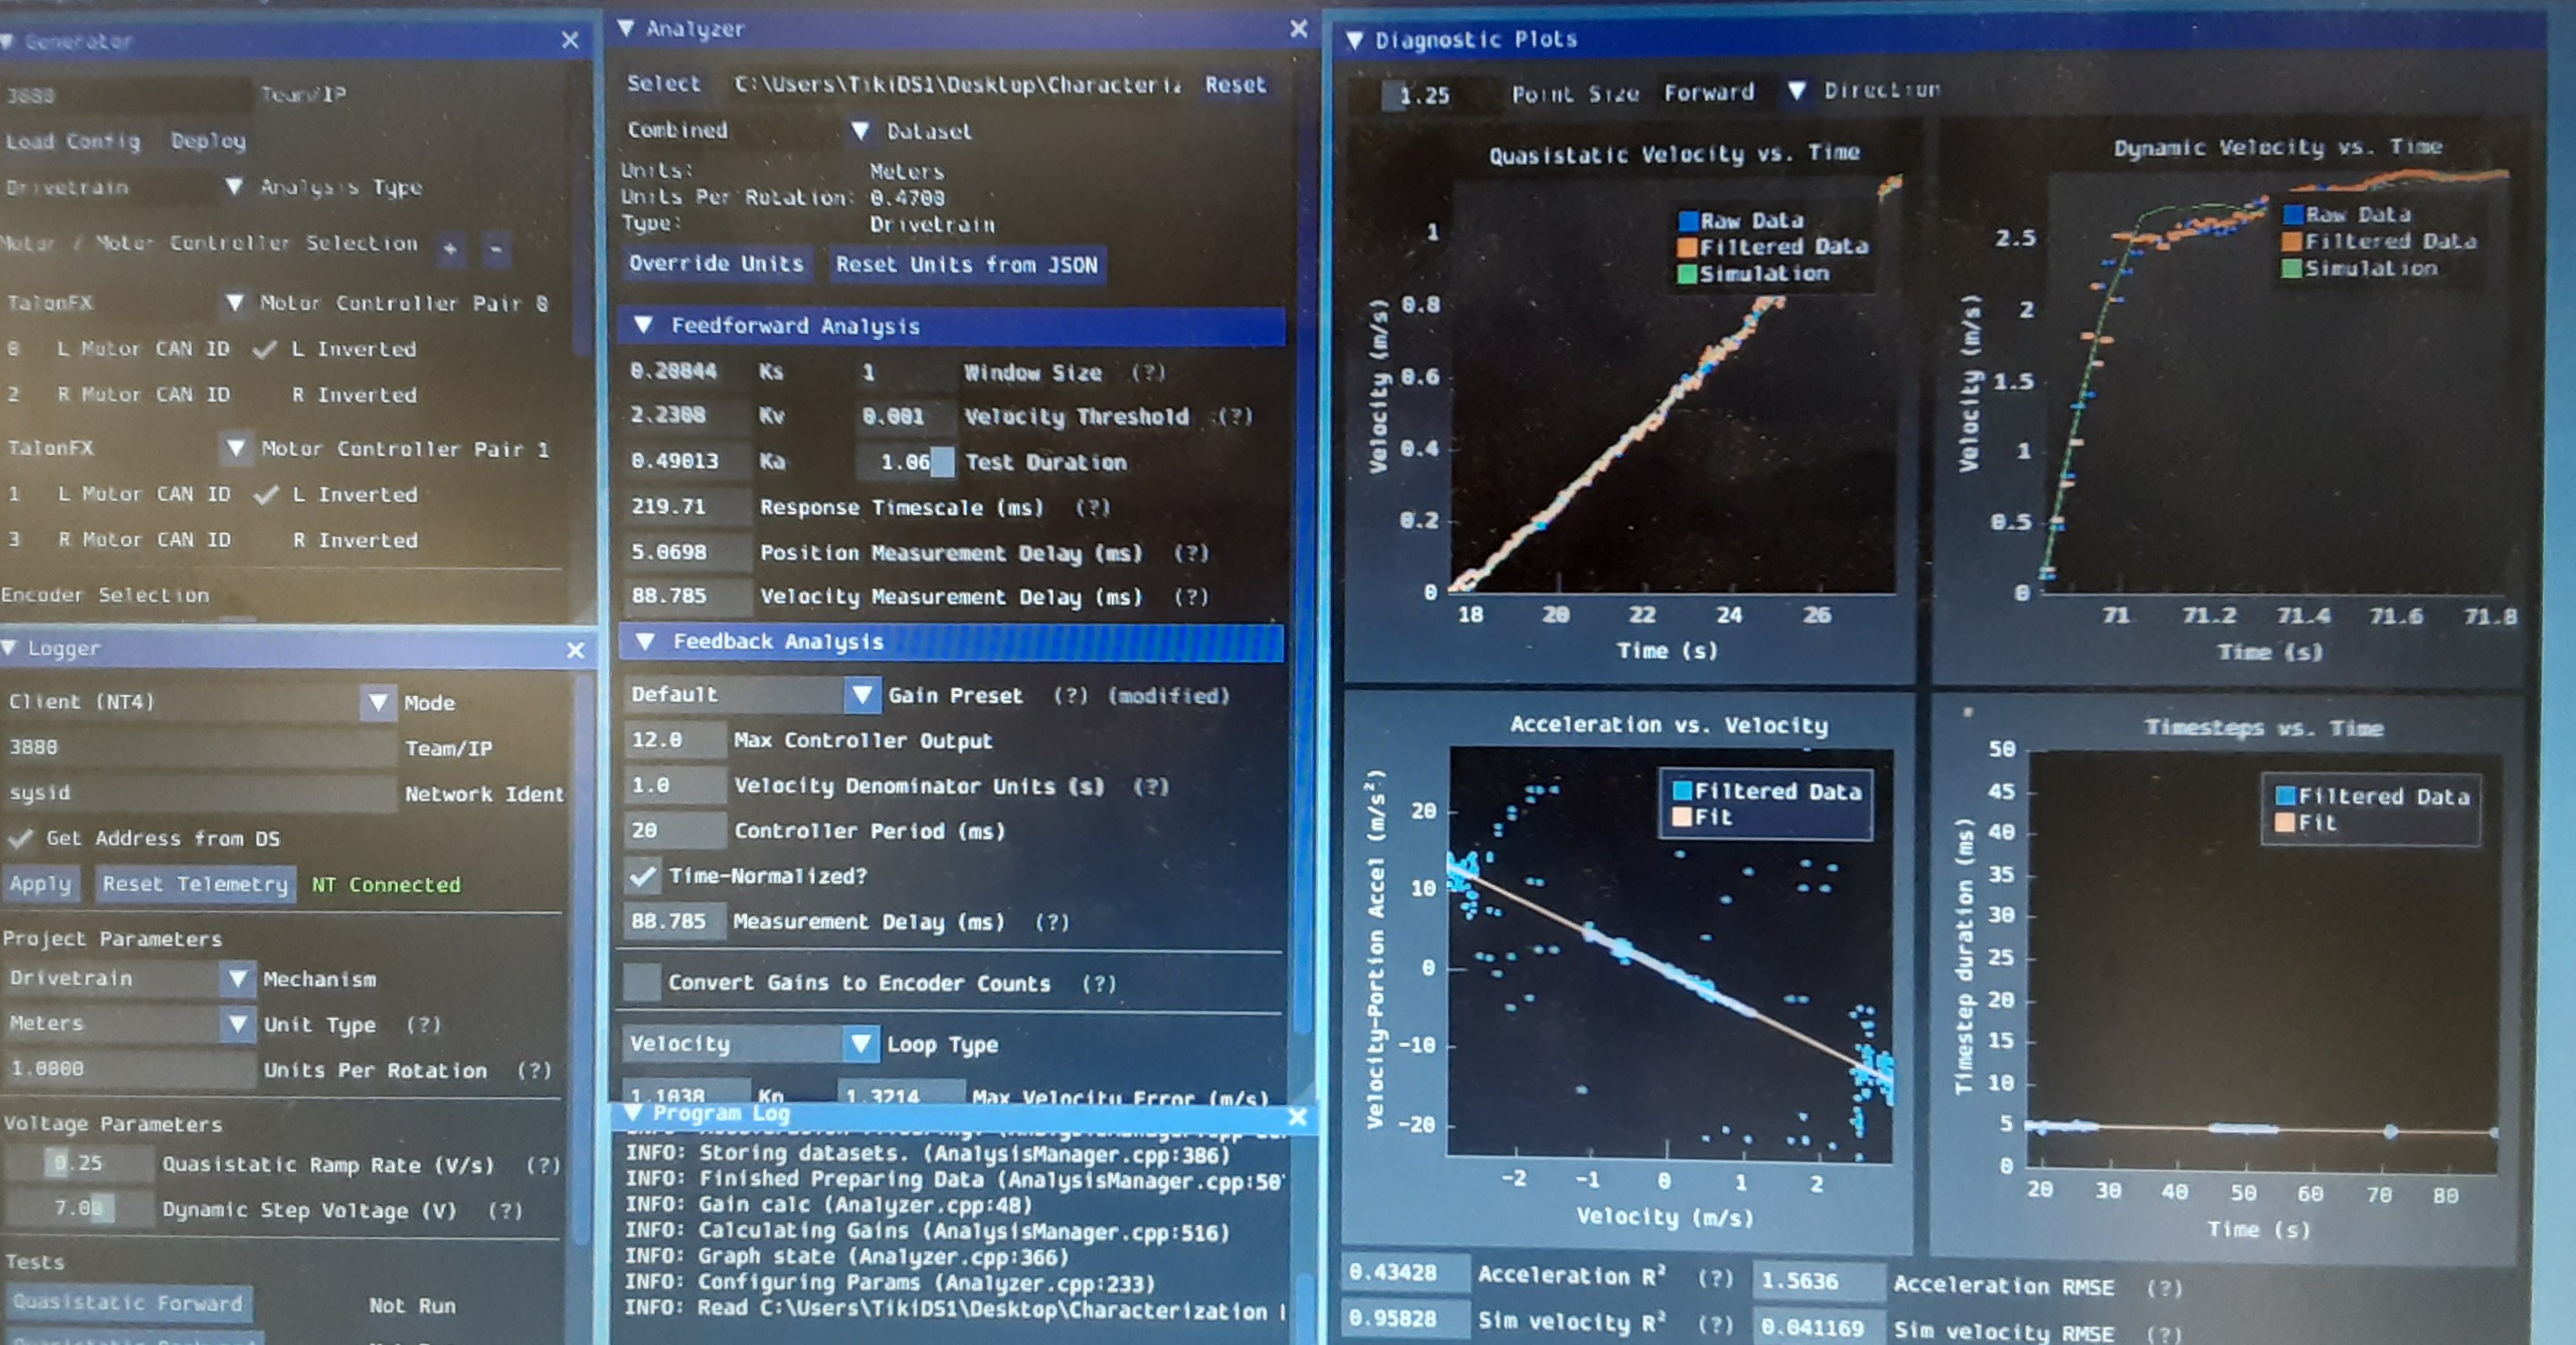 Generator
3880 Team/IP
Load Config Deploy
Drivetrain Analysis Type
Motor / Motor Controller Selection + -
TalonFX Motor Controller Pair 0
0 L Motor CAN ID L Inverted
2 R Motor CAN ID R Inverted
TalonFX Motor Controller Pair 1
1 L Motor CAN ID L Inverted
3 R Motor CAN ID R Inverted
Encoder Selection
Logger
Client (NT4) Mode
3880 Team/IP
sysid Network Ident
Get Address from DS
Apply Reset Telemetry NT Connected
Project Parameters
Drivetrain Mechanism
Meters Unit Type (?)
1.0000 Units Per Rotation (?)
Voltage Parameters
0.25 Quasistatic Ramp Rate (V/s) (?)
7.00 Dynamic Step Voltage (V) (?)
Tests
Quasistatic Forward Not Run
Analyzer
Select C:\Users\TikiDS1\Desktop\Characteriz Reset
Combined Dataset
Units: Meters
Units Per Rotation: 0.4700
Type: Drivetrain
Override Units Reset Units from JSON
Feedforward Analysis
0.20844 Ks 1 Window Size (?)
2.2308 Kv 0.001 Velocity Threshold (?)
0.49013 Ka 1.06 Test Duration
219.71 Response Timescale (ms) (?)
5.0698 Position Measurement Delay (ms) (?)
88.785 Velocity Measurement Delay (ms) (?)
Feedback Analysis
Default Gain Preset (?) (modified)
12.0 Max Controller Output
1.0 Velocity Denominator Units (s) (?)
20 Controller Period (ms)
Time-Normalized?
88.785 Measurement Delay (ms) (?)
Convert Gains to Encoder Counts (?)
Velocity Loop Type
1.1038 Kp 1.3214 Max Velocity Error (m/s)
Program Log
INFO: Storing datasets. (AnalysisManager.cpp:386)
INFO: Finished Preparing Data (AnalysisManager.cpp:50
INFO: Gain calc (Analyzer.cpp:48)
INFO: Calculating Gains (AnalysisManager.cpp:516)
INFO: Graph state (Analyzer.cpp:366)
INFO: Configuring Params (Analyzer.cpp:233)
INFO: Read C:\Users\TikiDS1\Desktop\Characterization
Diagnostic Plots
1.25 Point Size Forward Direction
Quasistatic Velocity vs. Time
Raw Data
Filtered Data
Simulation
Velocity (m/s)
1
0.8
0.6
0.4
0.2
0
18 20 22 24 26
Time (s)
Dynamic Velocity vs. Time
Raw Data
Filtered Data
Simulation
Velocity (m/s)
2.5
2
1.5
1
0.5
0
71 71.2 71.4 71.6 71.8
Time (s)
Acceleration vs. Velocity
Filtered Data
Fit
Velocity-Portion Accel (m/s²)
20
10
0
-10
-20
-2 -1 0 1 2
Velocity (m/s)
Timesteps vs. Time
Filtered Data
Fit
Timestep duration (ms)
50
45
40
35
30
25
20
15
10
5
0
20 30 40 50 60 70 80
Time (s)
0.43428 Acceleration R² (?) 1.5636 Acceleration RMSE (?)
0.95828 Sim velocity R² (?) 0.041169 Sim velocity RMSE (?)